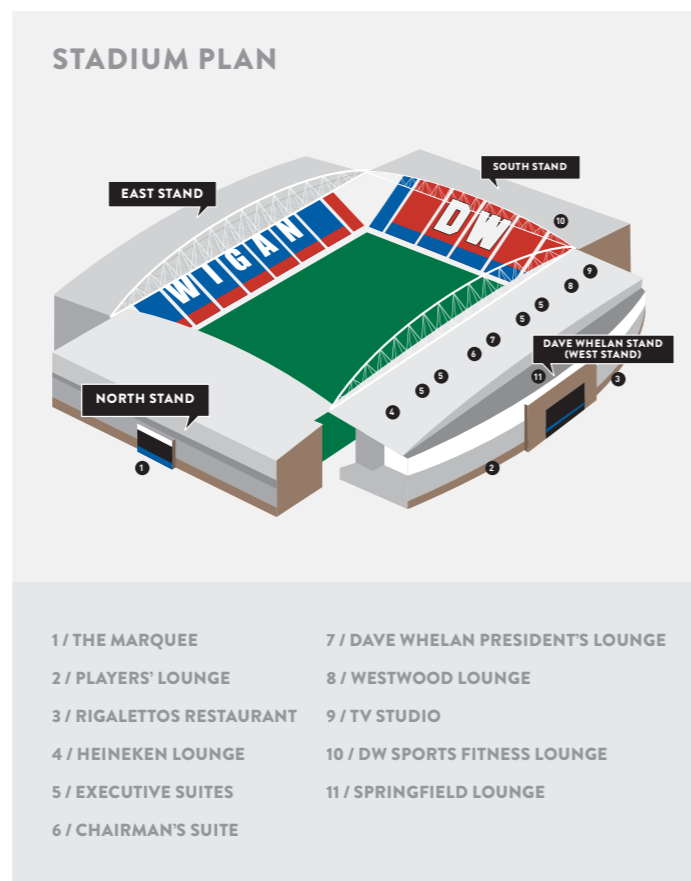 STADIUM PLAN
SOUTH STAND
EAST STAND
WIGAN
DW
10
9
8
5
5
7
6
DAVE WHELAN STAND
(WEST STAND)
11
3
5
5
4
NORTH STAND
1
2
1 / THE MARQUEE
2 / PLAYERS' LOUNGE
3 / RIGALETTOS RESTAURANT
4 / HEINEKEN LOUNGE
5 / EXECUTIVE SUITES
6 / CHAIRMAN'S SUITE
7 / DAVE WHELAN PRESIDENT'S LOUNGE
8 / WESTWOOD LOUNGE
9 / TV STUDIO
10 / DW SPORTS FITNESS LOUNGE
11 / SPRINGFIELD LOUNGE